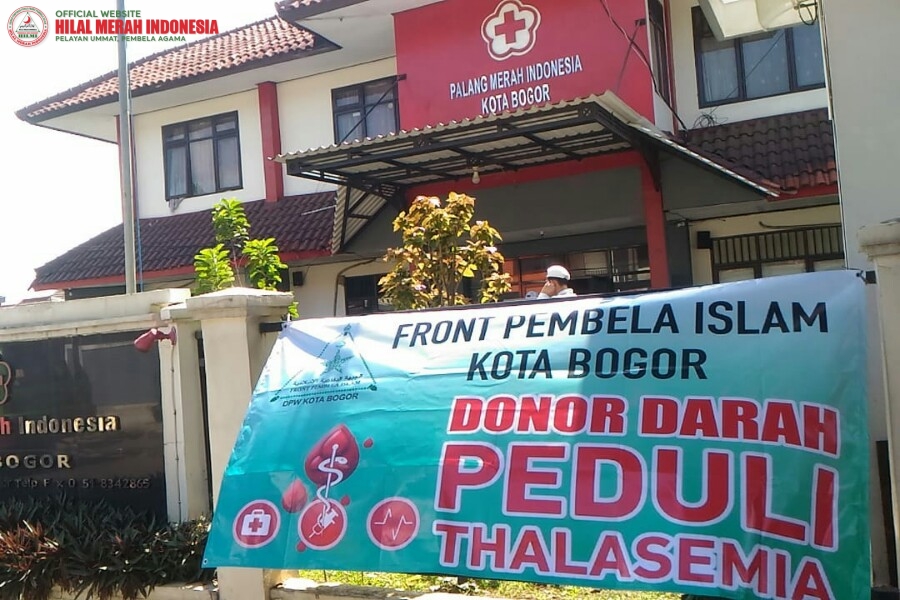 OFFICIAL WEBSITE
HILAL MERAH INDONESIA
PELAYAN UMMAT, PEMBELA AGAMA
PALANG MERAH INDONESIA
KOTA BOGOR
FRONT PEMBELA ISLAM
KOTA BOGOR
DPW KOTA BOGOR
DONOR DARAH
PEDULI
THALASEMIA
Indonesia
BOGOR